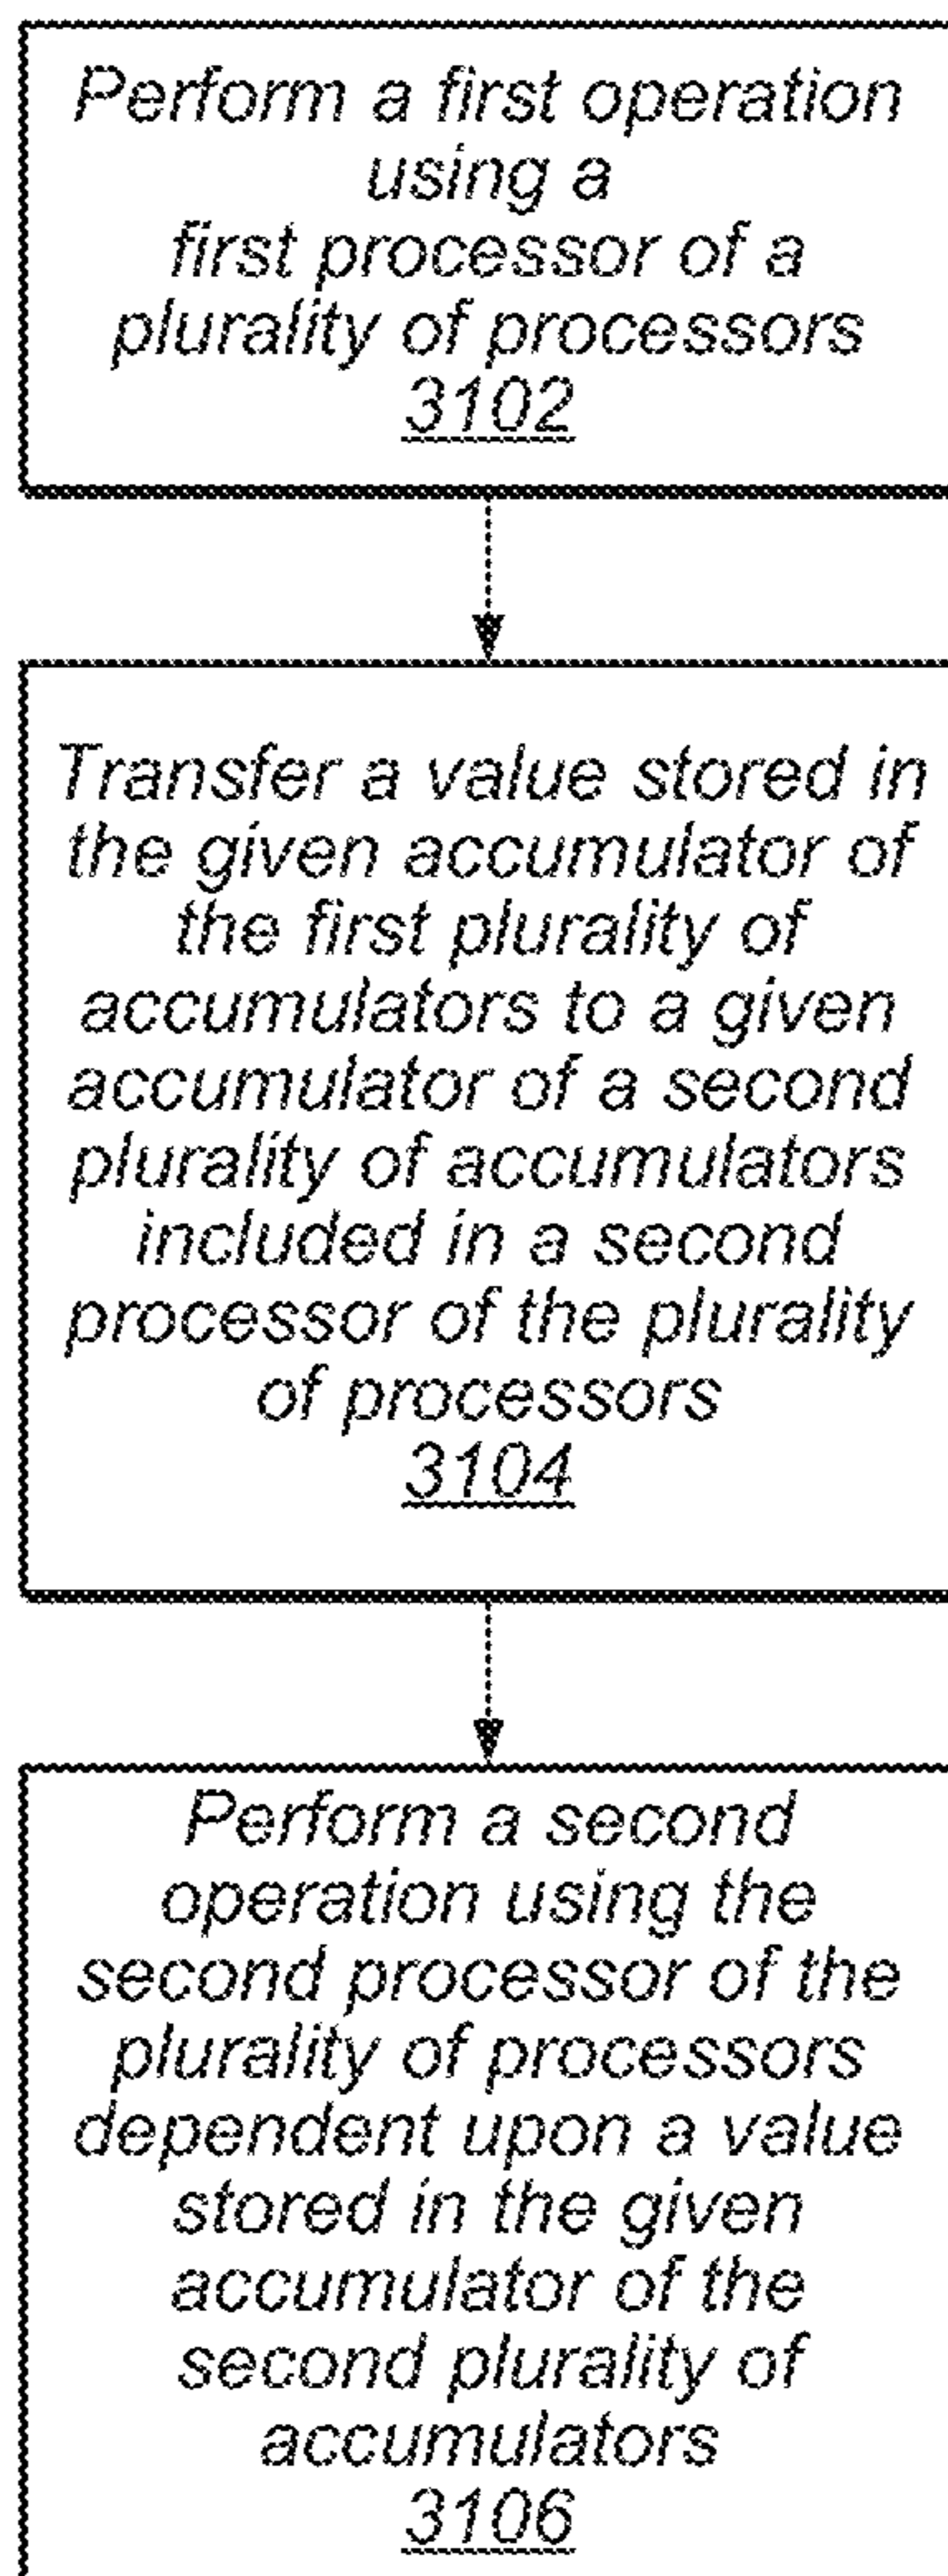 Perform a first operation
using a
first processor of a
plurality of processors
3102
Transfer a value stored in
the given accumulator of
the first plurality of
accumulators to a given
accumulator of a second
plurality of accumulators
included in a second
processor of the plurality
of processors
3104
Perform a second
operation using the
second processor of the
plurality of processors
dependent upon a value
stored in the given
accumulator of the
second plurality of
accumulators
3106